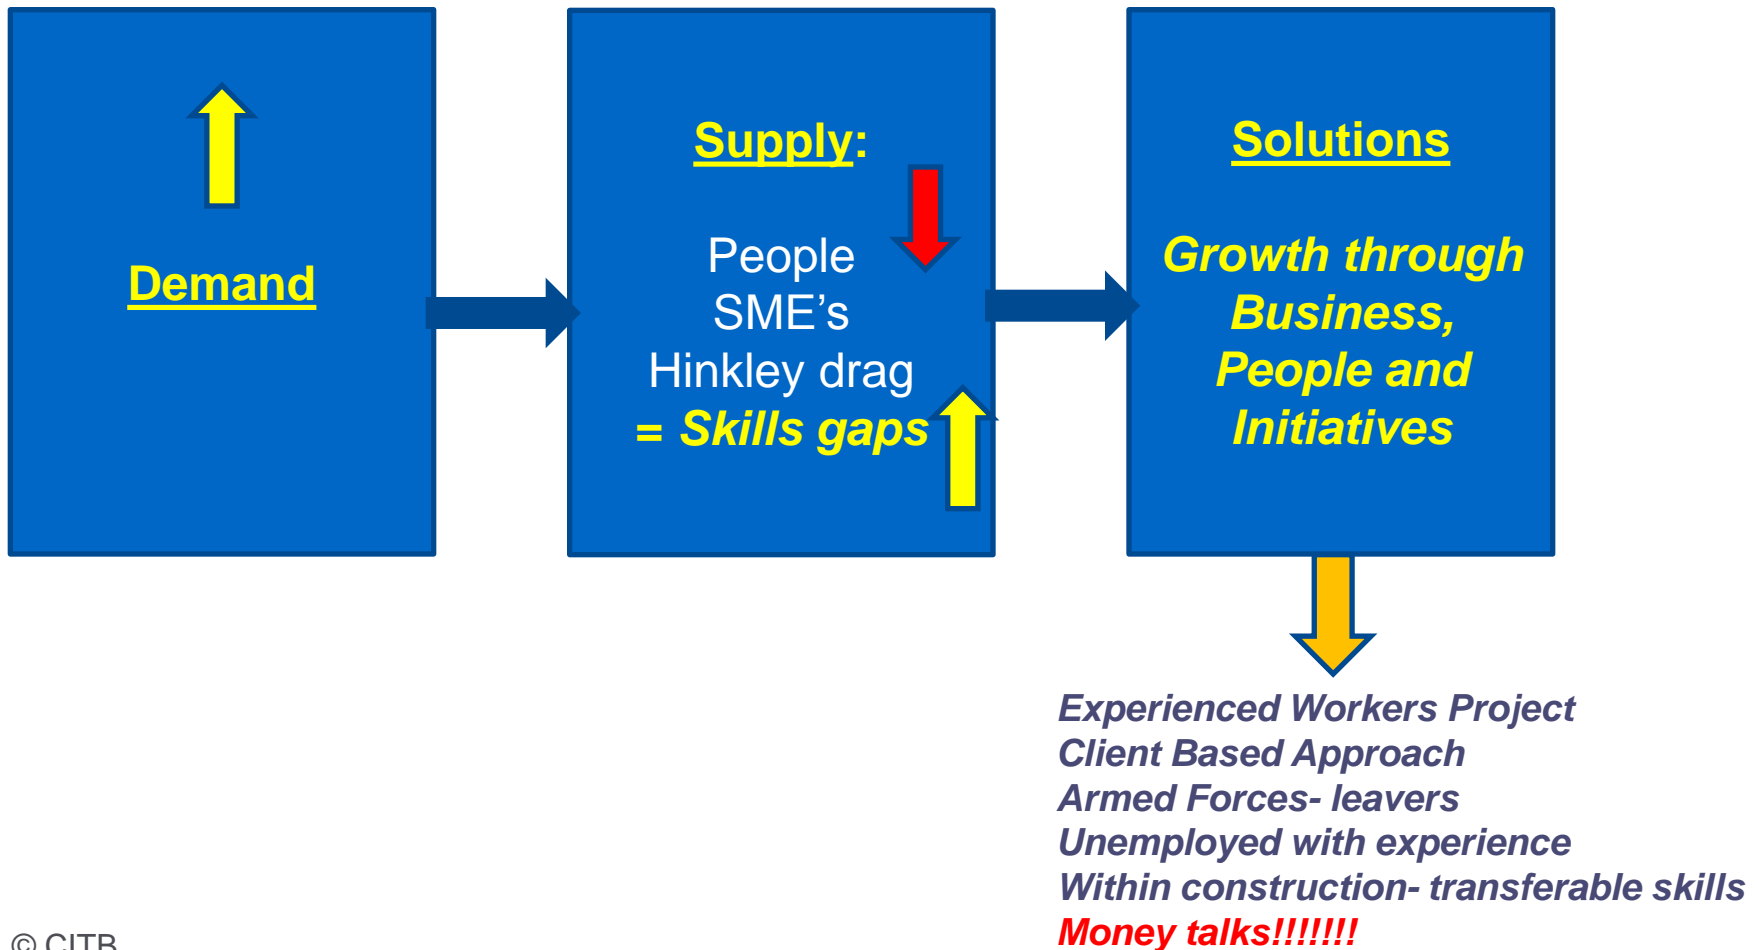 Demand
Supply:
People
SME’s
Hinkley drag
= Skills gaps
Solutions
Growth through
Business,
People and
Initiatives
Experienced Workers Project
Client Based Approach
Armed Forces- leavers
Unemployed with experience
Within construction- transferable skills
Money talks!!!!!!!
© CITB